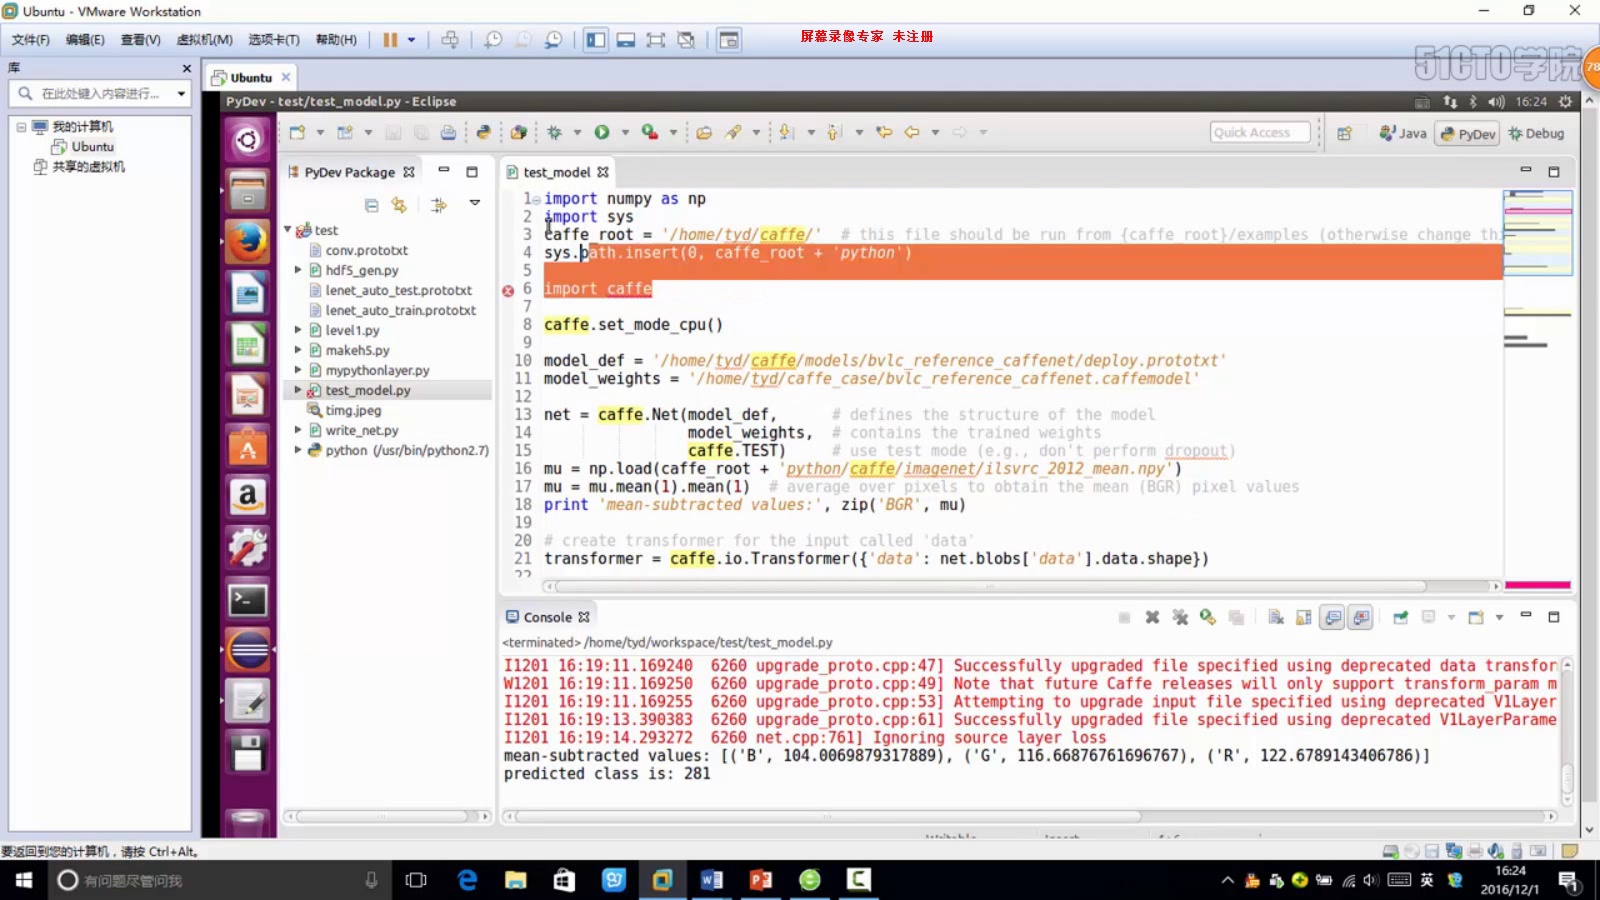 Ubuntu - VMware Workstation
文件(F) 编辑(E) 查看(V) 虚拟机(M) 选项卡(T) 帮助(H)
屏幕录像专家 未注册
51CTO学院
78
库
Ubuntu
在此处键入内容进行...
我的计算机
Ubuntu
共享的虚拟机
PyDev - test/test_model.py - Eclipse
16:24
Quick Access
Java
PyDev
Debug
PyDev Package
test
conv.prototxt
hdf5_gen.py
lenet_auto_test.prototxt
lenet_auto_train.prototxt
level1.py
makeh5.py
mypythonlayer.py
test_model.py
timg.jpeg
write_net.py
python (/usr/bin/python2.7)
test_model
1 import numpy as np
2 import sys
3 caffe_root = '/home/tyd/caffe/'  # this file should be run from {caffe_root}/examples (otherwise change thi
4 sys.path.insert(0, caffe_root + 'python')
5
6 import caffe
7
8 caffe.set_mode_cpu()
9
10 model_def = '/home/tyd/caffe/models/bvlc_reference_caffenet/deploy.prototxt'
11 model_weights = '/home/tyd/caffe_case/bvlc_reference_caffenet.caffemodel'
12
13 net = caffe.Net(model_def,      # defines the structure of the model
14                 model_weights,  # contains the trained weights
15                 caffe.TEST)     # use test mode (e.g., don't perform dropout)
16 mu = np.load(caffe_root + 'python/caffe/imagenet/ilsvrc_2012_mean.npy')
17 mu = mu.mean(1).mean(1)  # average over pixels to obtain the mean (BGR) pixel values
18 print 'mean-subtracted values:', zip('BGR', mu)
19
20 # create transformer for the input called 'data'
21 transformer = caffe.io.Transformer({'data': net.blobs['data'].data.shape})
22
Console
<terminated> /home/tyd/workspace/test/test_model.py
I1201 16:19:11.169240  6260 upgrade_proto.cpp:47] Successfully upgraded file specified using deprecated data transfor
W1201 16:19:11.169250  6260 upgrade_proto.cpp:49] Note that future Caffe releases will only support transform_param m
I1201 16:19:11.169255  6260 upgrade_proto.cpp:53] Attempting to upgrade input file specified using deprecated V1Layer
I1201 16:19:13.390383  6260 upgrade_proto.cpp:61] Successfully upgraded file specified using deprecated V1LayerParame
I1201 16:19:14.293272  6260 net.cpp:761] Ignoring source layer loss
mean-subtracted values: [('B', 104.0069879317889), ('G', 116.66876761696767), ('R', 122.6789143406786)]
predicted class is: 281
要返回到您的计算机，请按 Ctrl+Alt。
有问题尽管问我
英
16:24
2016/12/1
1